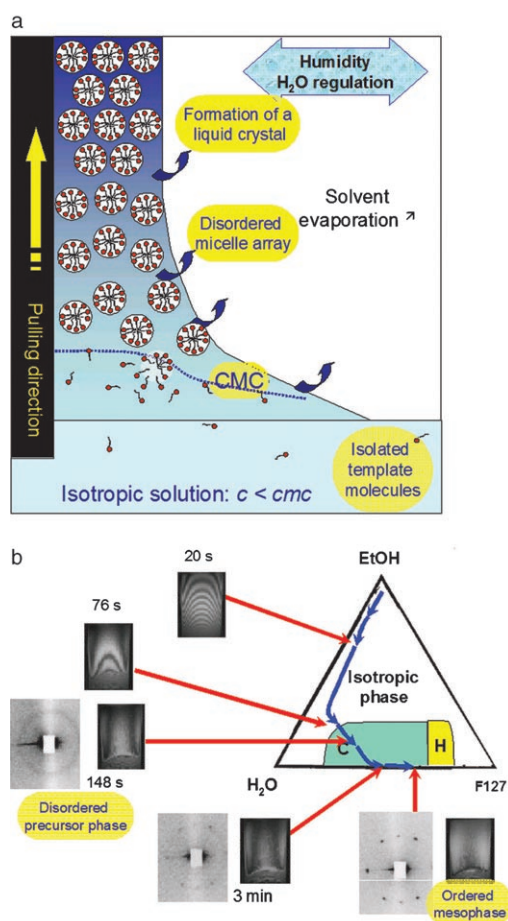 a
Humidity
H₂O regulation
Formation of a
liquid crystal
Solvent
evaporation
Disordered
micelle array
Pulling direction
CMC
Isolated
template
molecules
Isotropic solution: c < cmc
b
20 s
EtOH
76 s
Isotropic
phase
C
H
148 s
H₂O
F127
Disordered
precursor phase
3 min
Ordered
mesophase